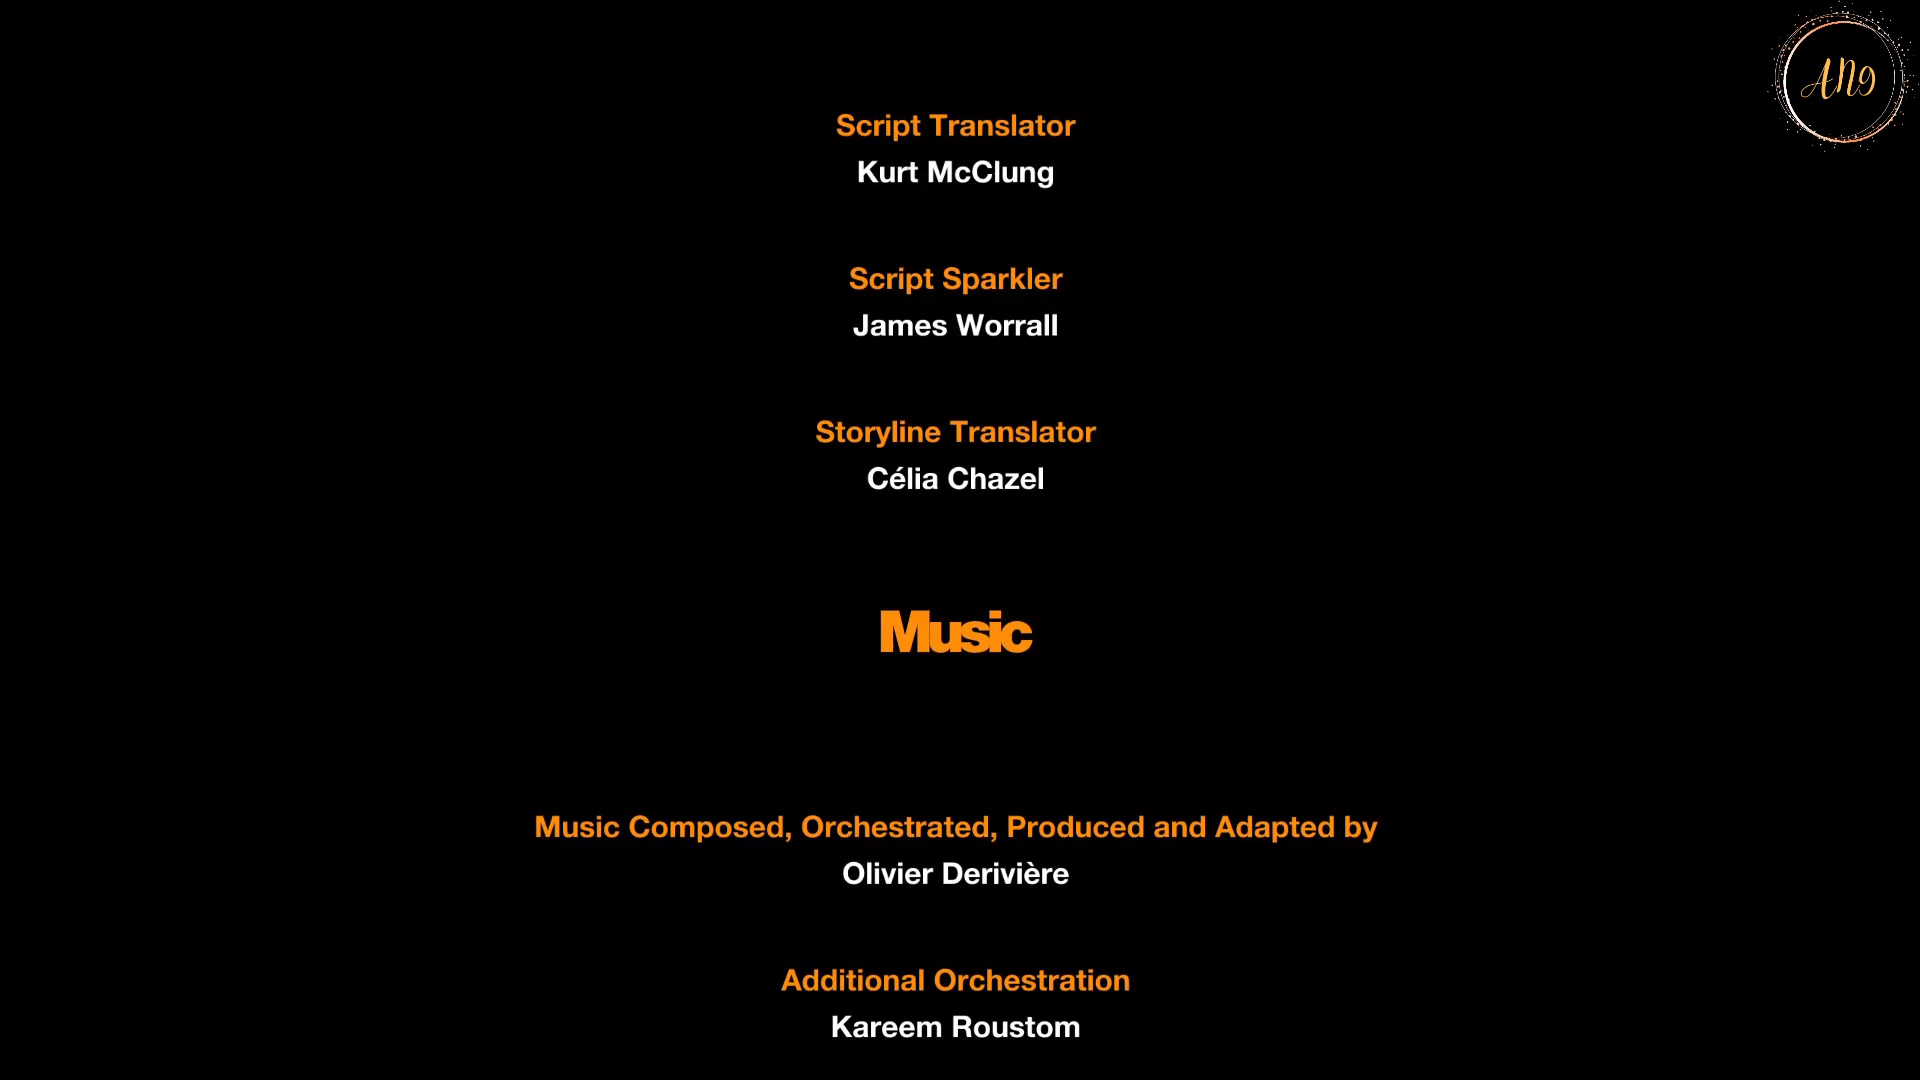 AN9
Script Translator
Kurt McClung
Script Sparkler
James Worrall
Storyline Translator
Célia Chazel
Music
Music Composed, Orchestrated, Produced and Adapted by
Olivier Derivière
Additional Orchestration
Kareem Roustom